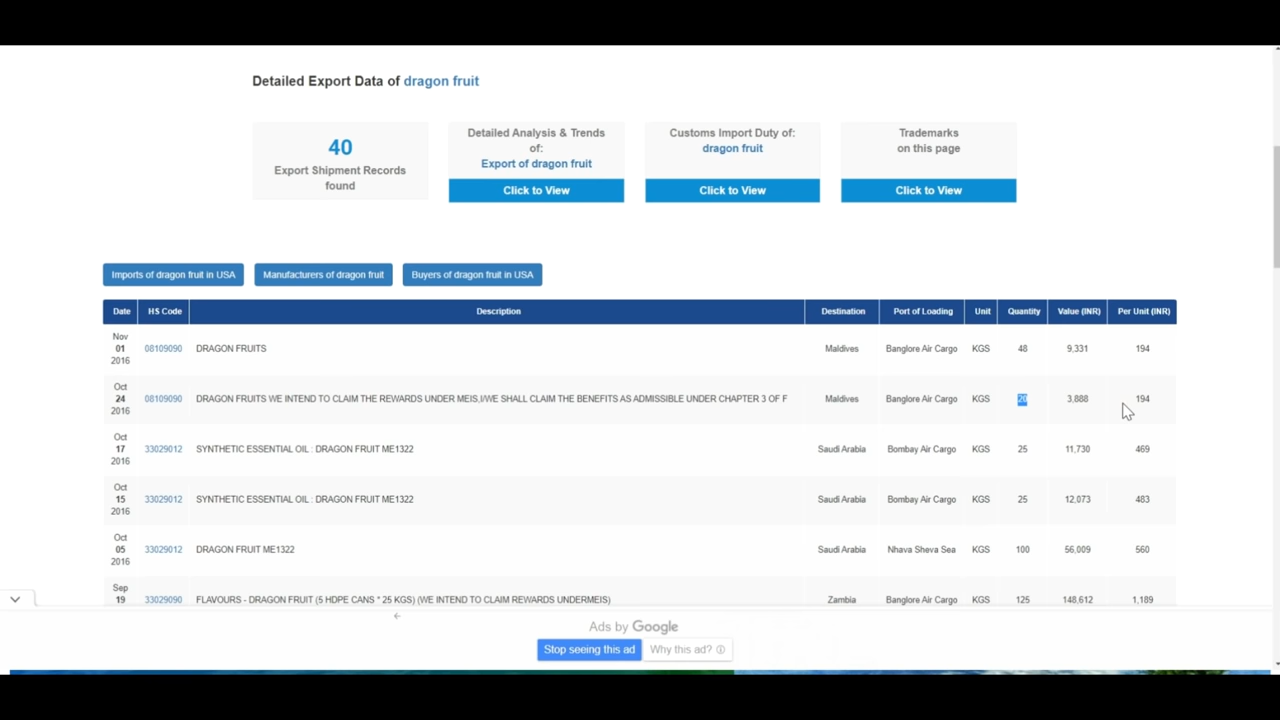 Detailed Export Data of dragon fruit
40
Export Shipment Records
found
Detailed Analysis & Trends
of:
Export of dragon fruit
Click to View
Customs Import Duty of:
dragon fruit
Click to View
Trademarks
on this page
Click to View
Imports of dragon fruit in USA Manufacturers of dragon fruit Buyers of dragon fruit in USA
Date HS Code Description Destination Port of Loading Unit Quantity Value (INR) Per Unit (INR)
Nov
01 08109090 DRAGON FRUITS Maldives Banglore Air Cargo KGS 48 9,331 194
2016
Oct
24 08109090 DRAGON FRUITS WE INTEND TO CLAIM THE REWARDS UNDER MEIS,I/WE SHALL CLAIM THE BENEFITS AS ADMISSIBLE UNDER CHAPTER 3 OF F Maldives Banglore Air Cargo KGS 20 3,888 194
2016
Oct
17 33029012 SYNTHETIC ESSENTIAL OIL : DRAGON FRUIT ME1322 Saudi Arabia Bombay Air Cargo KGS 25 11,730 469
2016
Oct
15 33029012 SYNTHETIC ESSENTIAL OIL : DRAGON FRUIT ME1322 Saudi Arabia Bombay Air Cargo KGS 25 12,073 483
2016
Oct
05 33029012 DRAGON FRUIT ME1322 Saudi Arabia Nhava Sheva Sea KGS 100 56,009 560
2016
Sep
19 33029090 FLAVOURS - DRAGON FRUIT (5 HDPE CANS * 25 KGS) (WE INTEND TO CLAIM REWARDS UNDERMEIS) Zambia Banglore Air Cargo KGS 125 148,612 1,189
Ads by Google
Stop seeing this ad Why this ad?